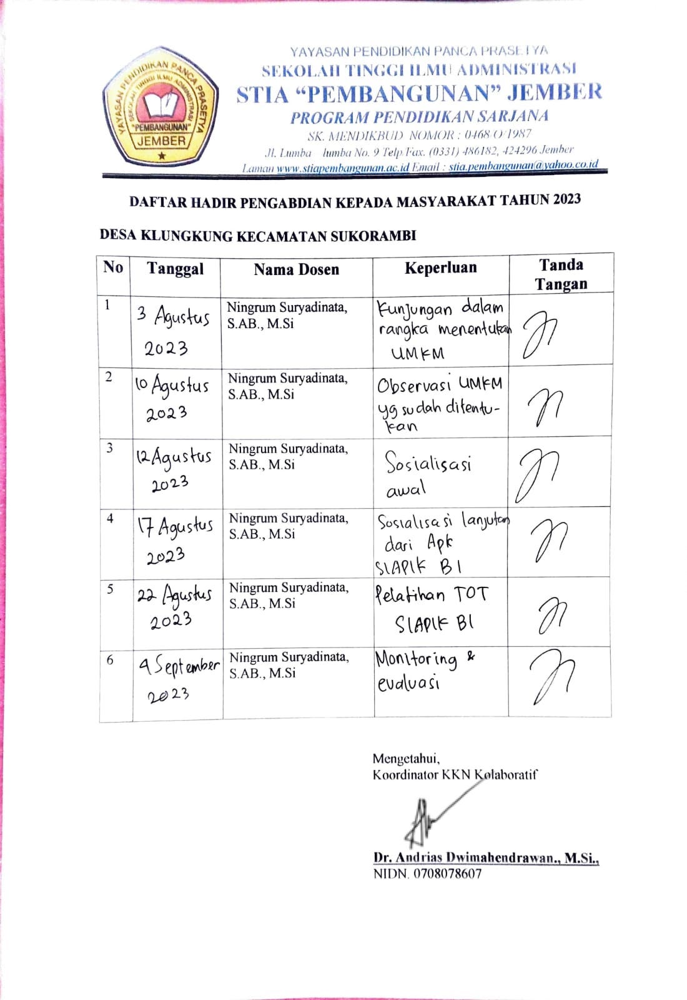 YAYASAN PENDIDIKAN PANCA PRASETYA
SEKOLAH TINGGI ILMU ADMINISTRASI
STIA “PEMBANGUNAN” JEMBER
PROGRAM PENDIDIKAN SARJANA
SK. MENDIKBUD NOMOR : 0468/O/1987
Jl. Lumba lumba No. 9 Telp/Fax. (0331) 486182, 424296 Jember
Laman www.stiapembangunan.ac.id Email : stia.pembangunan@yahoo.co.id
YAYASAN PENDIDIKAN PANCA PRASETYA
SEKOLAH TINGGI ILMU ADMINISTRASI
"PEMBANGUNAN"
JEMBER
DAFTAR HADIR PENGABDIAN KEPADA MASYARAKAT TAHUN 2023
DESA KLUNGKUNG KECAMATAN SUKORAMBI
No Tanggal Nama Dosen Keperluan Tanda
Tangan
1 3 Agustus Ningrum Suryadinata, Kunjungan dalam
2023 S.AB., M.Si rangka menentukan
UMKM
2 10 Agustus Ningrum Suryadinata, Observasi UMKM
2023 S.AB., M.Si yg sudah ditentu-
kan
3 12 Agustus Ningrum Suryadinata, Sosialisasi
2023 S.AB., M.Si awal
4 17 Agustus Ningrum Suryadinata, Sosialisasi lanjutan
2023 S.AB., M.Si dari Apk
SIAPIK BI
5 22 Agustus Ningrum Suryadinata, Pelatihan TOT
2023 S.AB., M.Si SIAPIK BI
6 September Ningrum Suryadinata, Monitoring &
2023 S.AB., M.Si evaluasi
Mengetahui,
Koordinator KKN Kolaboratif
Dr. Andrias Dwimahendrawan., M.Si.,
NIDN. 0708078607